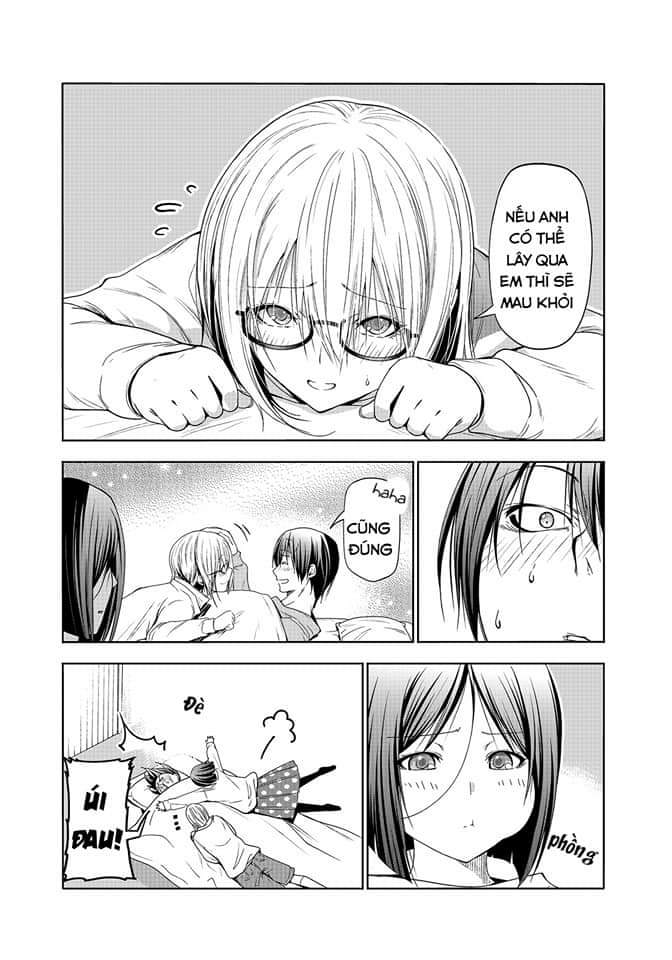 NẾU ANH
CÓ THỂ
LÂY QUA
EM THÌ SẼ
MAU KHỎI
haha
CŨNG
ĐÚNG
Đè
ÚI
ĐAU!
phồng